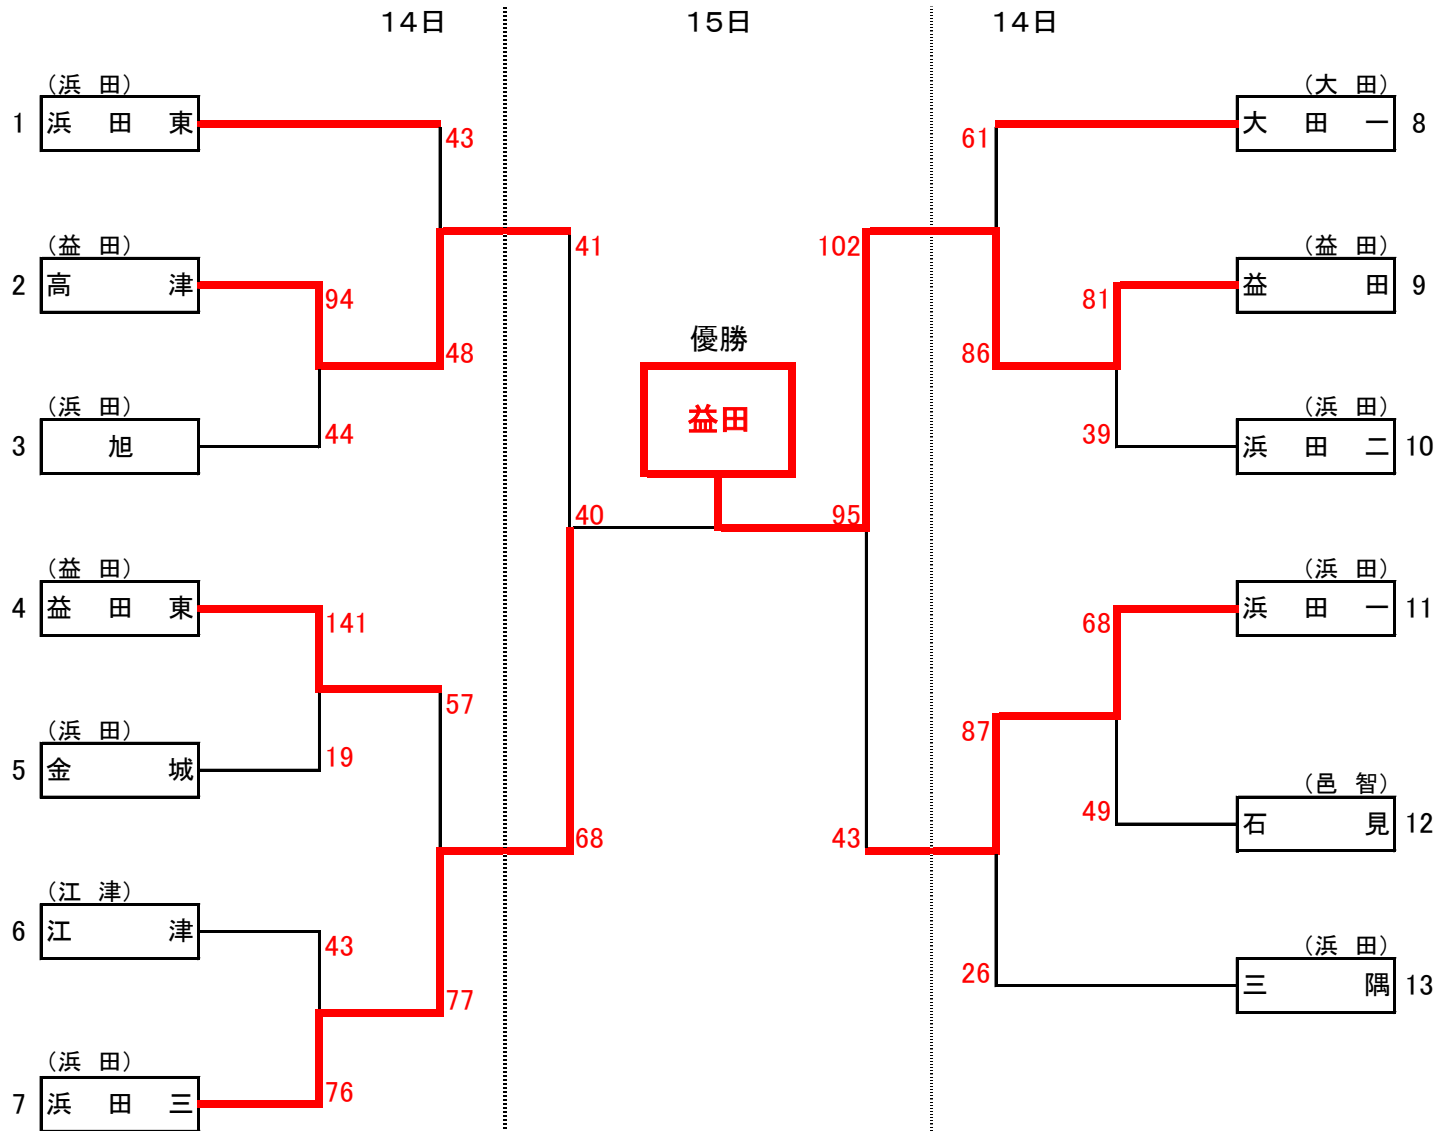 14日 15日 14日
(浜 田)
1 浜 田 東
43
(益 田)
2 高 津
94
48
(浜 田)
3 旭
44
41
40
(益 田)
4 益 田 東
141
57
(浜 田)
5 金 城
19
68
(江 津)
6 江 津
43
77
(浜 田)
7 浜 田 三
76
優勝
益田
(大 田)
大 田 一 8
61
102
(益 田)
益 田 9
81
86
(浜 田)
浜 田 二 10
39
95
(浜 田)
浜 田 一 11
68
87
(邑 智)
石 見 12
49
43
(浜 田)
三 隅 13
26